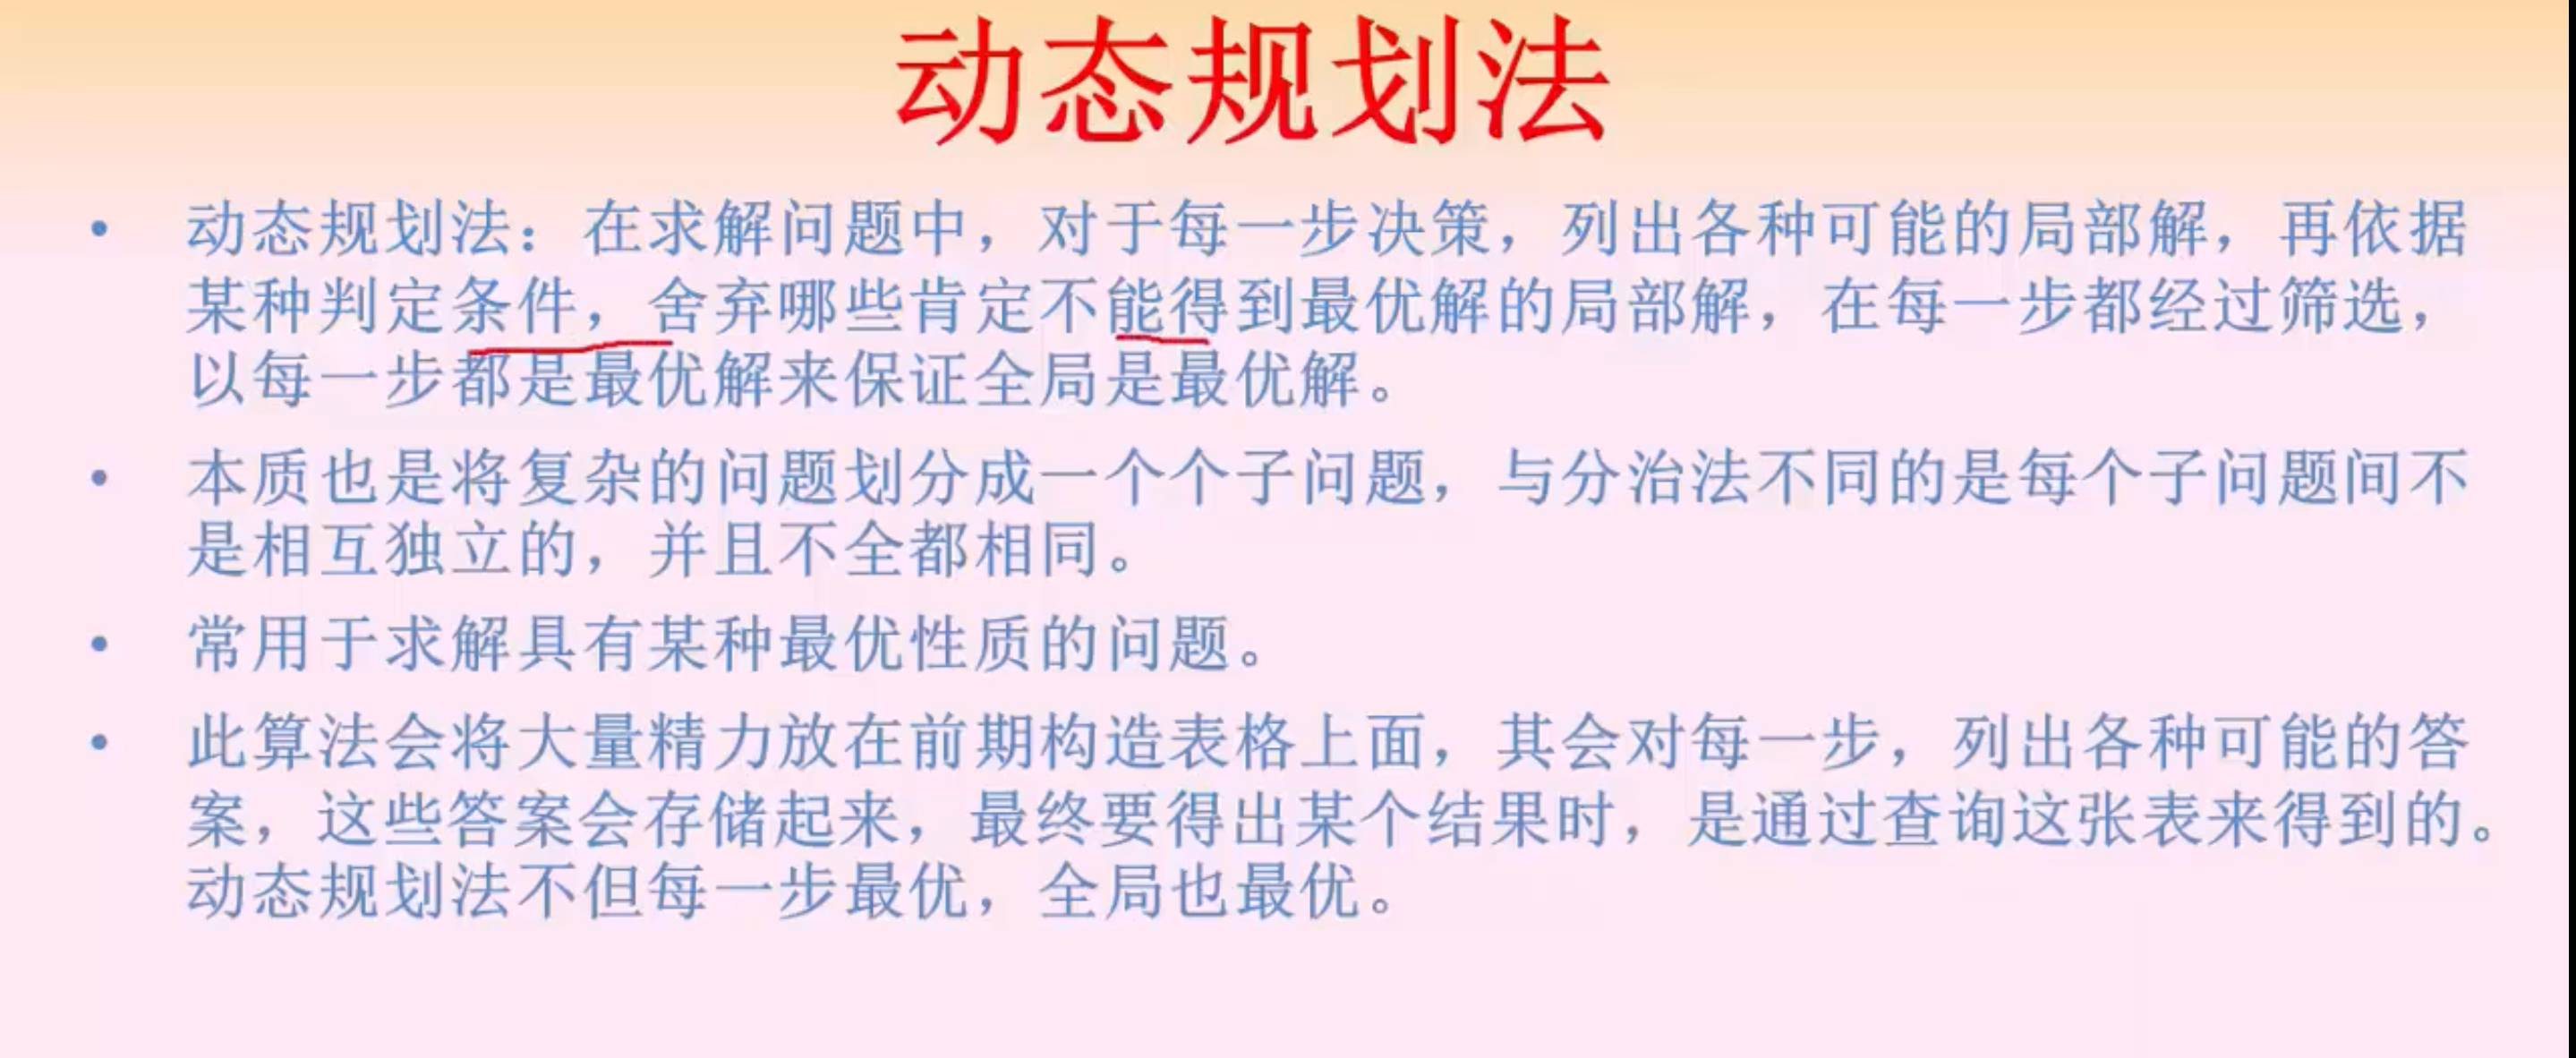 动态规划法
• 动态规划法：在求解问题中，对于每一步决策，列出各种可能的局部解，再依据
某种判定条件，舍弃哪些肯定不能得到最优解的局部解，在每一步都经过筛选，
以每一步都是最优解来保证全局是最优解。
• 本质也是将复杂的问题划分成一个个子问题，与分治法不同的是每个子问题间不
是相互独立的，并且不全都相同。
• 常用于求解具有某种最优性质的问题。
• 此算法会将大量精力放在前期构造表格上面，其会对每一步，列出各种可能的答
案，这些答案会存储起来，最终要得出某个结果时，是通过查询这张表来得到的。
动态规划法不但每一步最优，全局也最优。